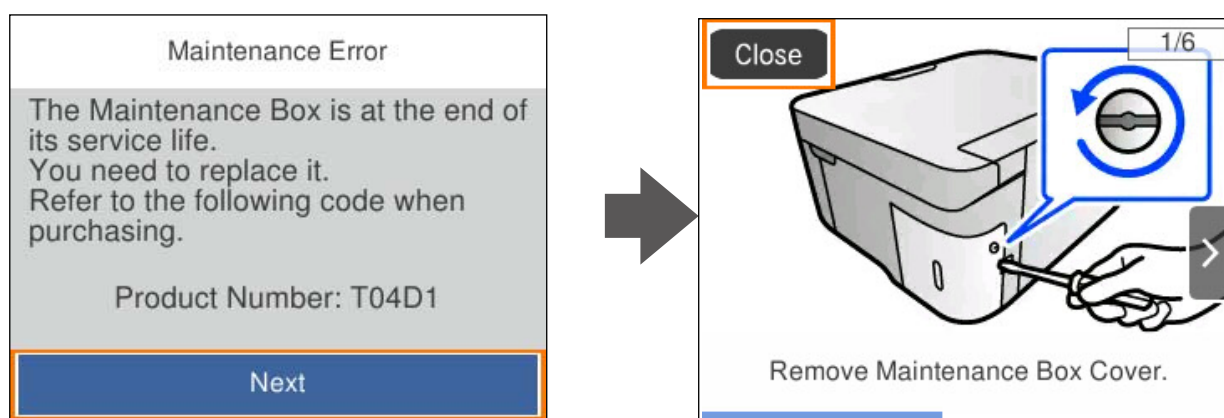 Maintenance Error
The Maintenance Box is at the end of
its service life.
You need to replace it.
Refer to the following code when
purchasing.
Product Number: T04D1
Next
Close
1/6
Remove Maintenance Box Cover.